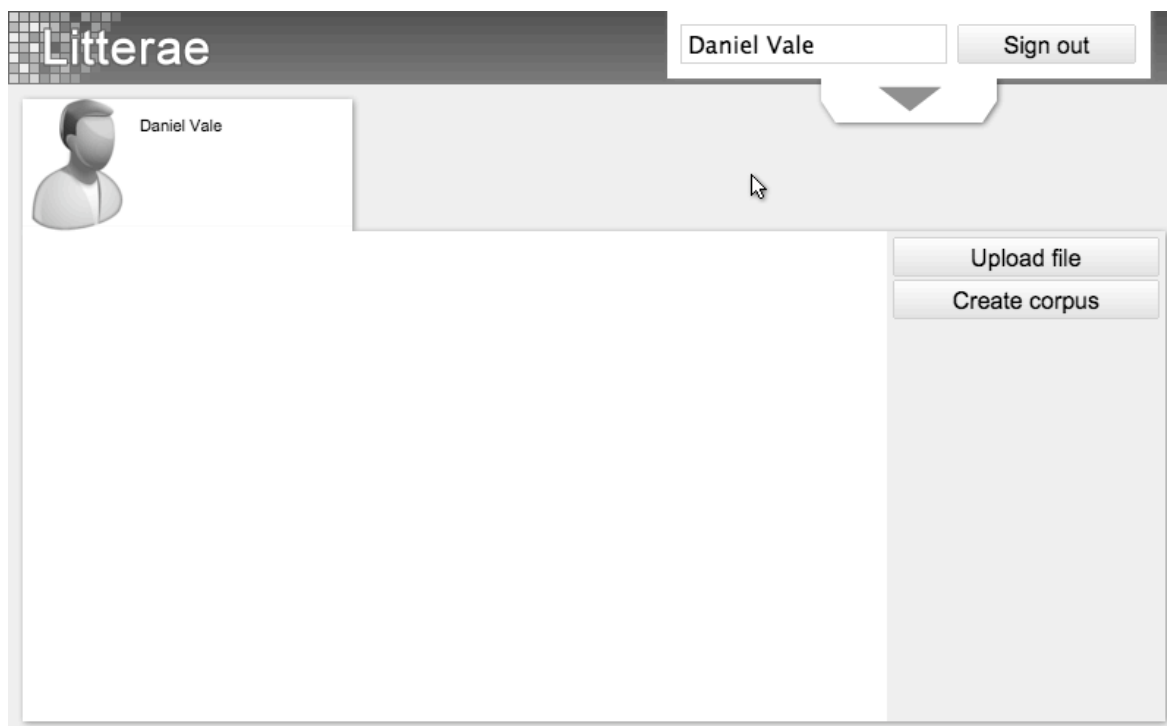 Litterae
Daniel Vale
Sign out
Daniel Vale
Upload file
Create corpus